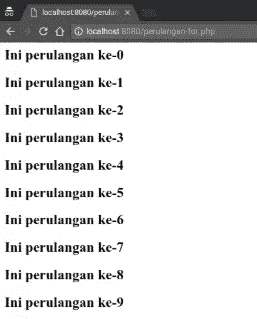 localhost:8080/perulan
localhost:8080/perulangan-for.php
Ini perulangan ke-0
Ini perulangan ke-1
Ini perulangan ke-2
Ini perulangan ke-3
Ini perulangan ke-4
Ini perulangan ke-5
Ini perulangan ke-6
Ini perulangan ke-7
Ini perulangan ke-8
Ini perulangan ke-9